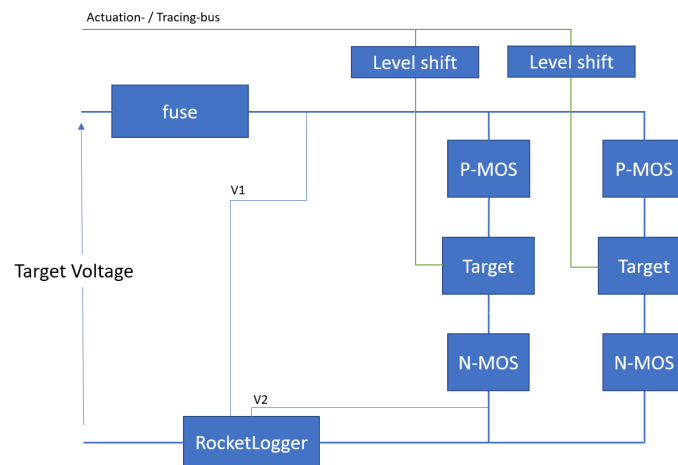 Actuation- / Tracing-bus
Level shift
Level shift
fuse
P-MOS
P-MOS
V1
Target Voltage
Target
Target
N-MOS
N-MOS
V2
RocketLogger